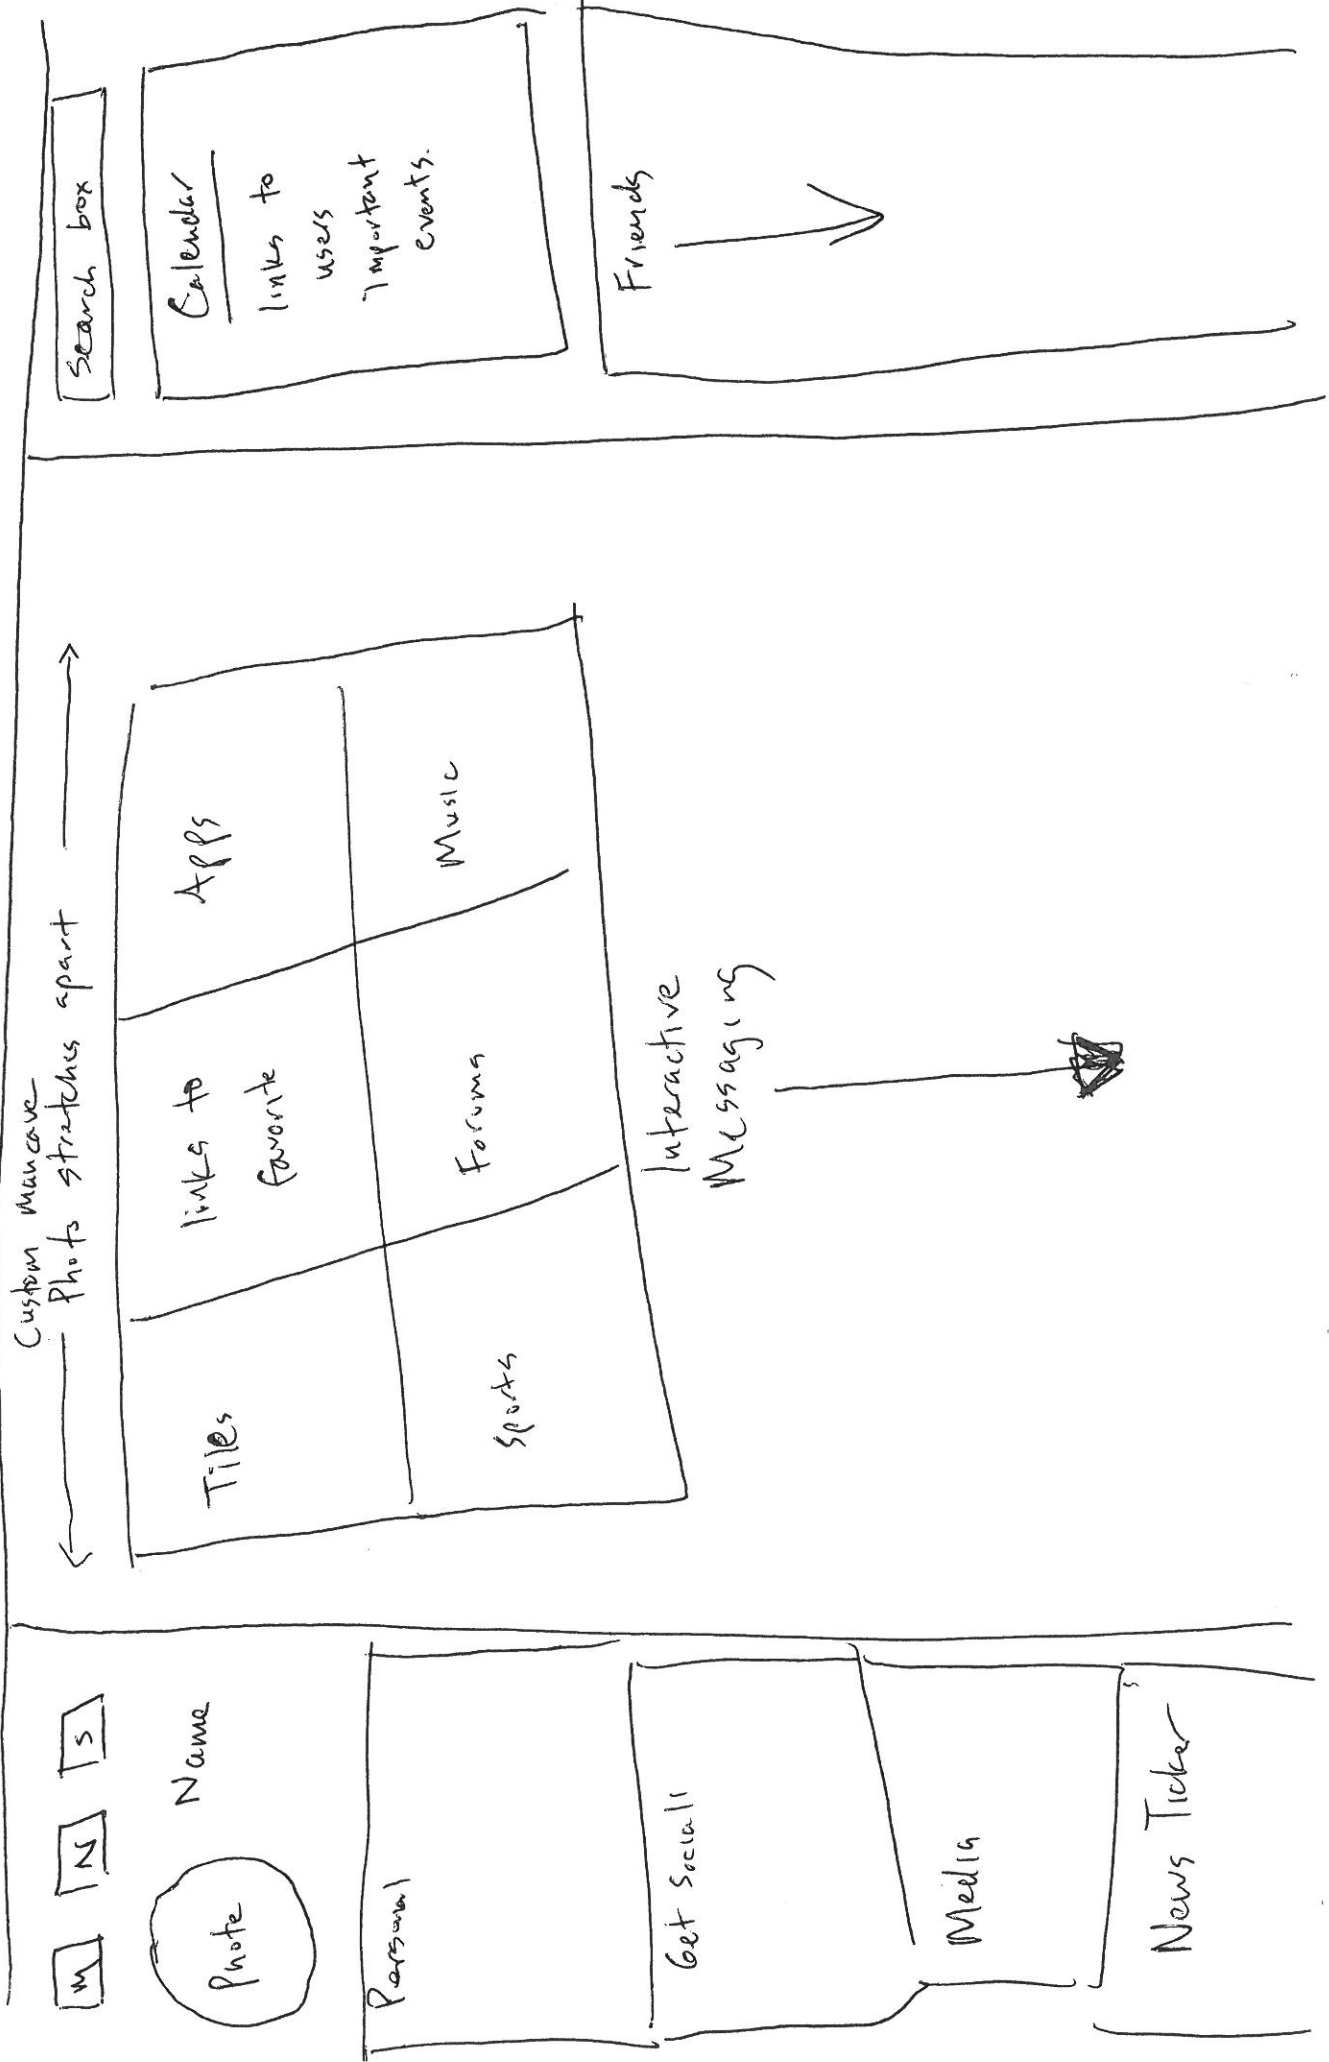 M N S
Photo Name
Personal
Get Social!
Media
News Ticker
Custom mancave
Photo stretches apart
Tiles
links to
favorite
Apps
Sports
Forums
Music
Interactive
Messaging
Search box
Calendar
links to
users
important
events.
Friends